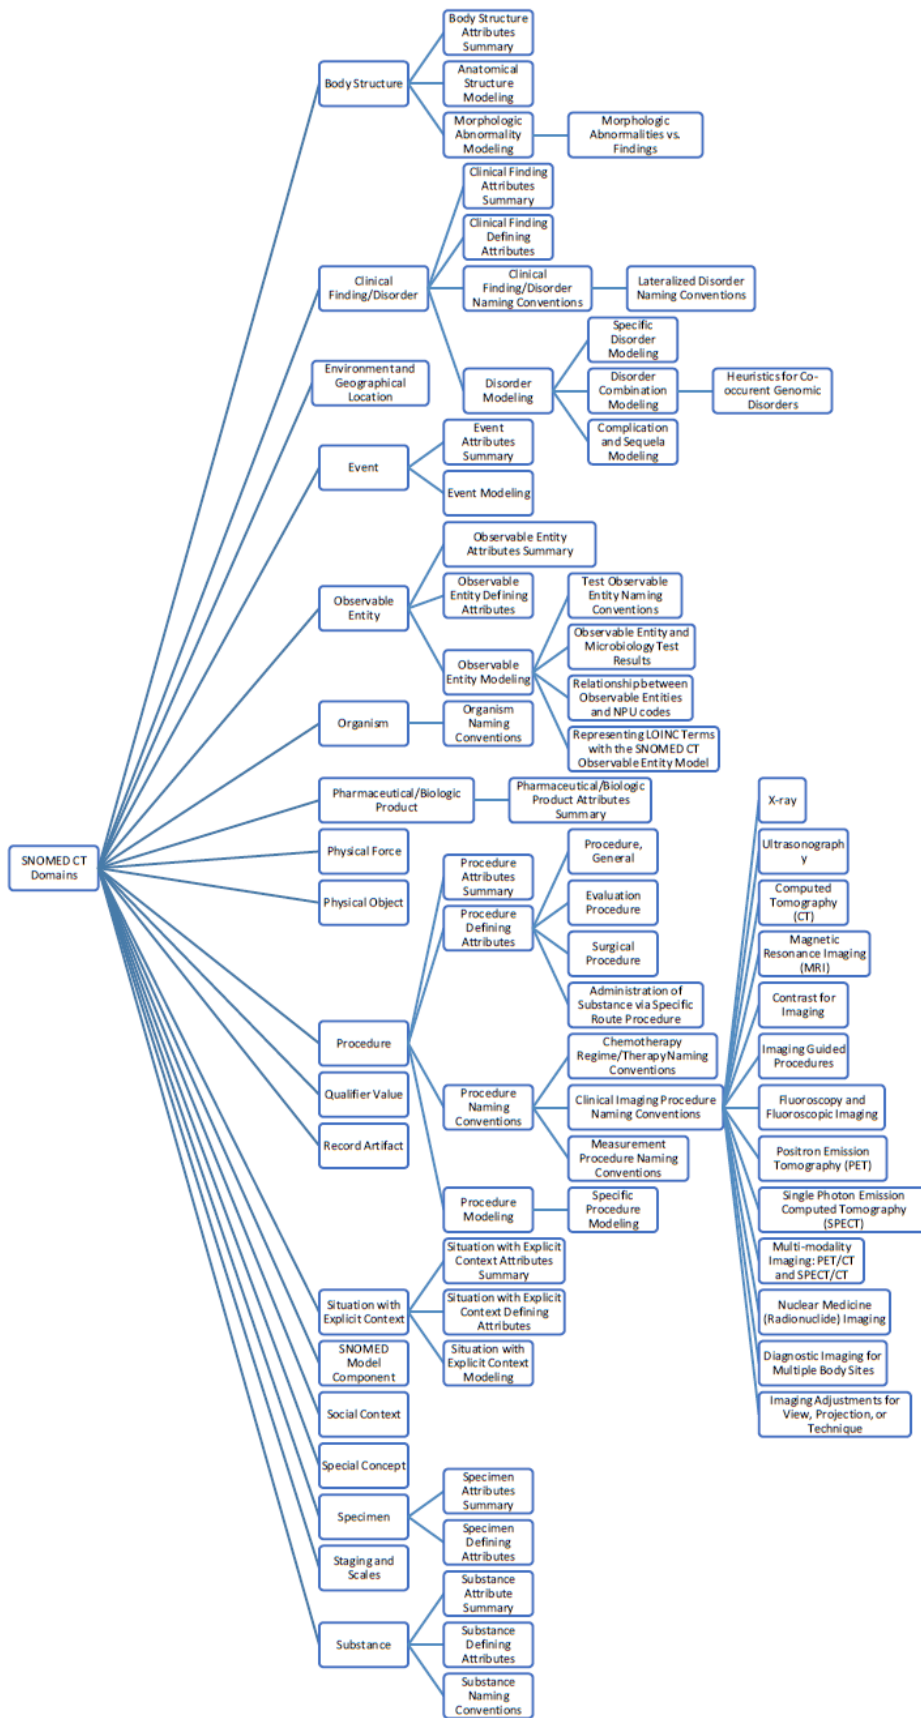 Body Structure
Attributes
Summary
Body Structure
Anatomical
Structure
Modeling
Morphologic
Abnormality
Modeling
Morphologic
Abnormalities vs.
Findings
Clinical Finding
Attributes
Summary
Clinical Finding
Defining
Attributes
Clinical
Finding/Disorder
Clinical
Finding/Disorder
Naming Conventions
Lateralized Disorder
Naming Conventions
Specific
Disorder
Modeling
Environment and
Geographical
Location
Disorder
Modeling
Disorder
Combination
Modeling
Heuristics for Co-
occurent Genomic
Disorders
Complication
and Sequela
Modeling
Event
Attributes
Summary
Event
Event Modeling
Observable Entity
Attributes Summary
Observable
Entity
Observable
Entity Defining
Attributes
Test Observable
Entity Naming
Conventions
Observable
Entity Modeling
Observable Entity and
Microbiology Test
Results
Relationship between
Observable Entities
and NPU codes
Representing LOINC Terms
with the SNOMED CT
Observable Entity Model
Organism
Organism
Naming
Conventions
Pharmaceutical/Biologic
Product
Pharmaceutical/Biologic
Product Attributes
Summary
X-ray
SNOMED CT
Domains
Physical Force
Physical Object
Procedure
Attributes
Summary
Procedure
Defining
Attributes
Procedure,
General
Evaluation
Procedure
Surgical
Procedure
Administration of
Substance via Specific
Route Procedure
Ultrasonograph
y
Computed
Tomography
(CT)
Magnetic
Resonance Imaging
(MRI)
Contrast for
Imaging
Procedure
Chemotherapy
Regime/Therapy Naming
Conventions
Imaging Guided
Procedures
Qualifier Value
Procedure
Naming
Conventions
Clinical Imaging Procedure
Naming Conventions
Fluoroscopy and
Fluoroscopic Imaging
Record Artifact
Measurement
Procedure Naming
Conventions
Positron Emission
Tomography (PET)
Procedure
Modeling
Specific
Procedure
Modeling
Single Photon Emission
Computed Tomography
(SPECT)
Situation with Explicit
Context Attributes
Summary
Multi-modality
Imaging: PET/CT
and SPECT/CT
Situation with
Explicit Context
Situation with Explicit
Context Defining
Attributes
Nuclear Medicine
(Radionuclide) Imaging
SNOMED
Model
Component
Situation with
Explicit Context
Modeling
Diagnostic Imaging for
Multiple Body Sites
Social Context
Imaging Adjustments for
View, Projection, or
Technique
Special Concept
Specimen
Attributes
Summary
Specimen
Specimen
Defining
Attributes
Staging and
Scales
Substance
Attribute
Summary
Substance
Substance
Defining
Attributes
Substance
Naming
Conventions